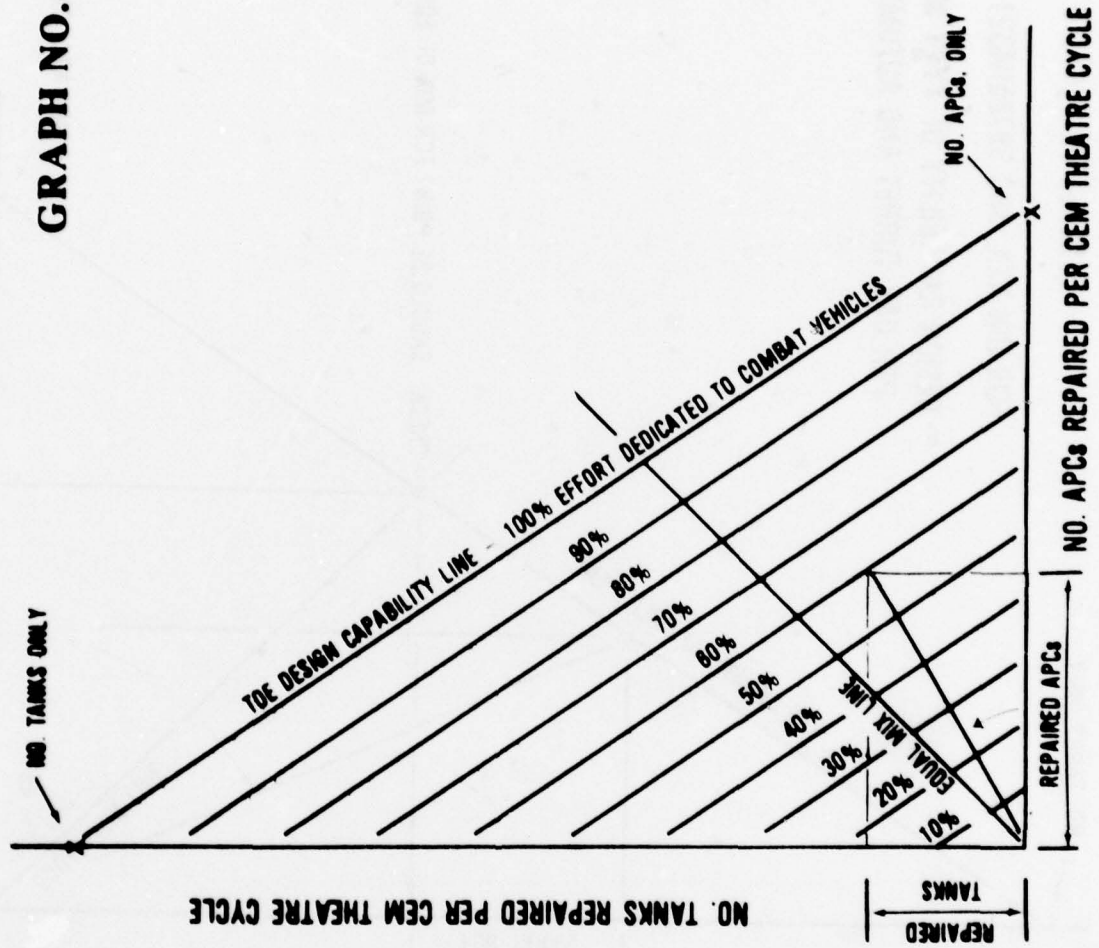 GRAPH NO.
NO. TANKS ONLY
TOE DESIGN CAPABILITY LINE - 100% EFFORT DEDICATED TO COMBAT VEHICLES
90%
80%
70%
60%
50%
40%
30%
20%
10%
EQUAL MIX LINE
NO. APCs. ONLY
NO. TANKS REPAIRED PER CEM THEATRE CYCLE
REPAIRED
TANKS
REPAIRED APCs
NO. APCs REPAIRED PER CEM THEATRE CYCLE